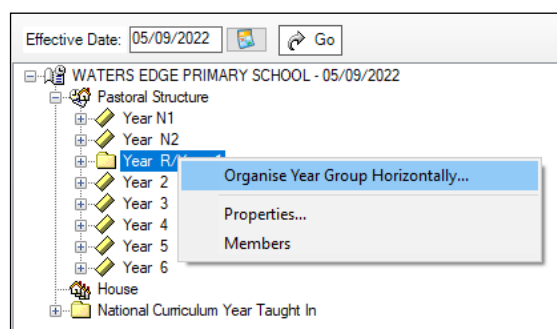 Effective Date: 05/09/2022 Go
WATERS EDGE PRIMARY SCHOOL - 05/09/2022
Pastoral Structure
Year N1
Year N2
Year R/
Year 2
Year 3
Year 4
Year 5
Year 6
House
National Curriculum Year Taught In
Organise Year Group Horizontally...
Properties...
Members